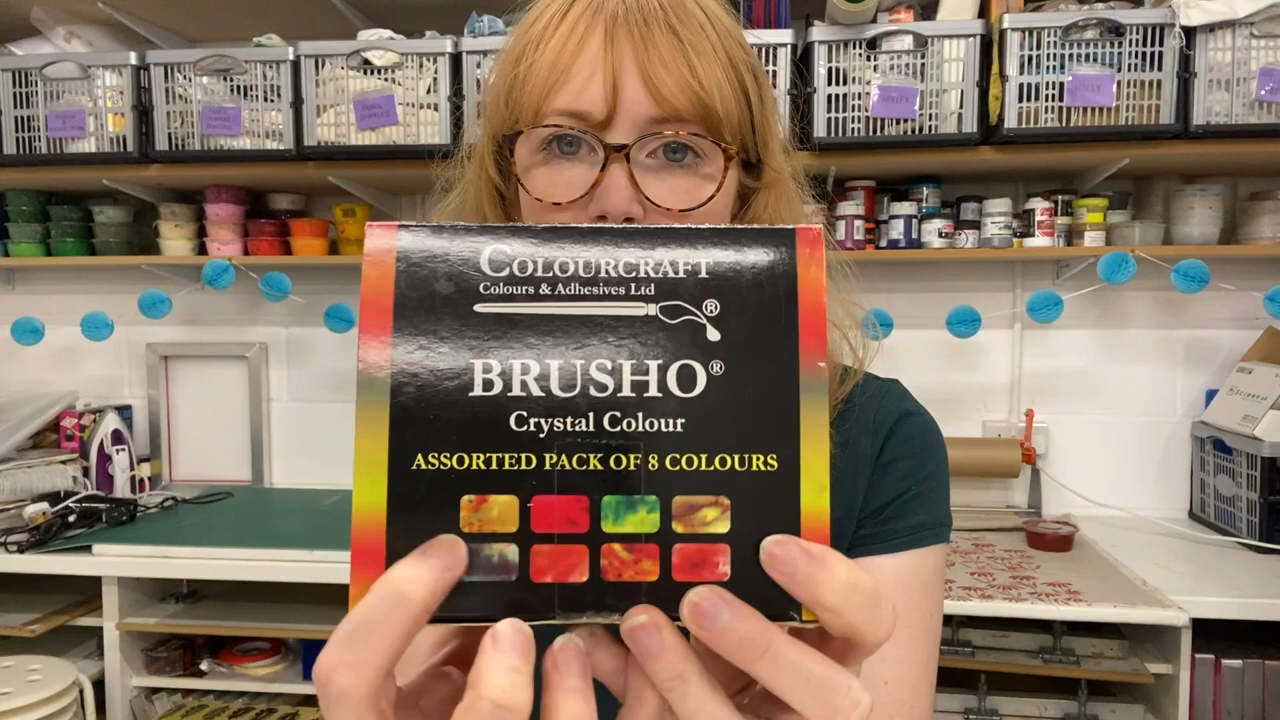 COLOURCRAFT
Colours & Adhesives Ltd
®
BRUSHO®
Crystal Colour
ASSORTED PACK OF 8 COLOURS